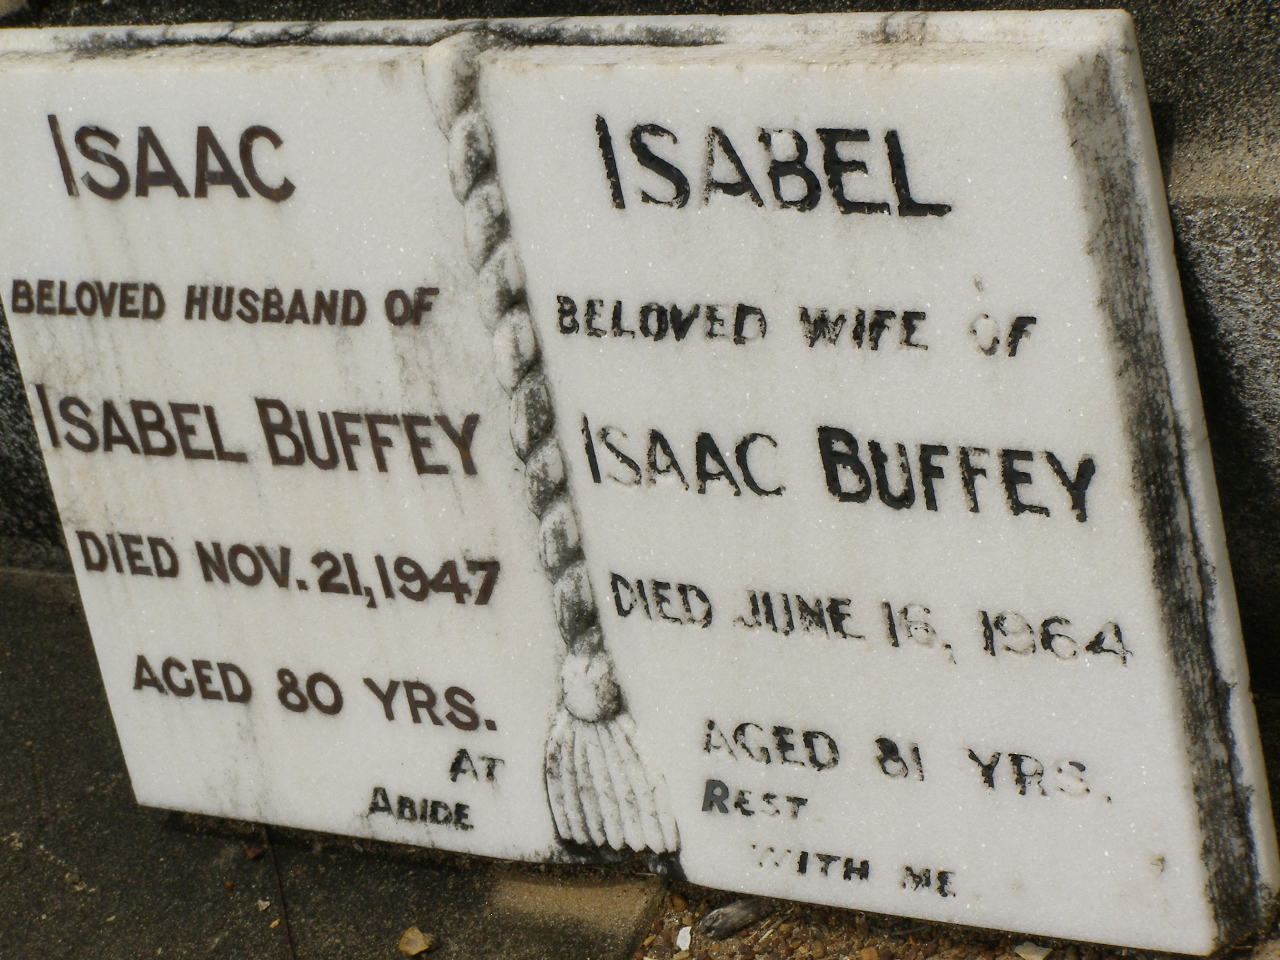 ISAAC
BELOVED HUSBAND OF
ISABEL BUFFEY
DIED NOV. 21, 1947
AGED 80 YRS.
ISABEL
BELOVED WIFE OF
ISAAC BUFFEY
DIED JUNE 16, 1964
AGED 81 YRS.
AT REST
ABIDE WITH ME